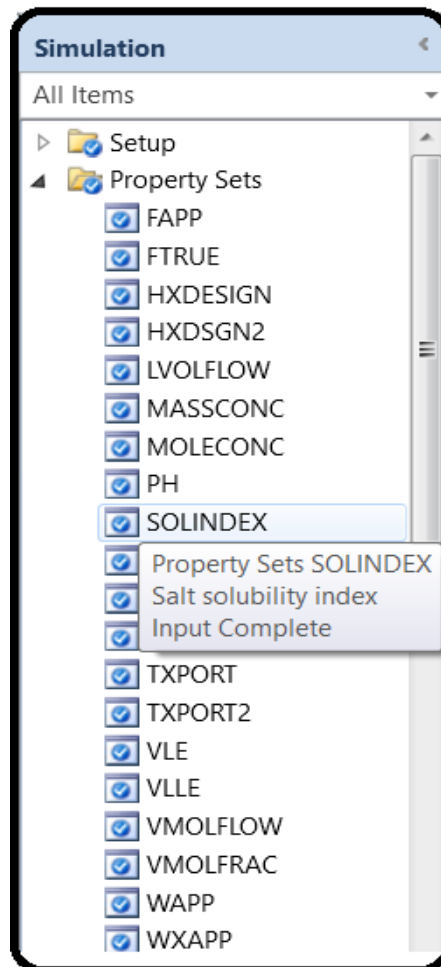 Simulation
All Items
Setup
Property Sets
FAPP
FTRUE
HXDESIGN
HXDSGN2
LVOLFLOW
MASSCONC
MOLECONC
PH
SOLINDEX
Property Sets SOLINDEX
Salt solubility index
Input Complete
TXPORT
TXPORT2
VLE
VLLE
VMOLFLOW
VMOLFRAC
WAPP
WXAPP